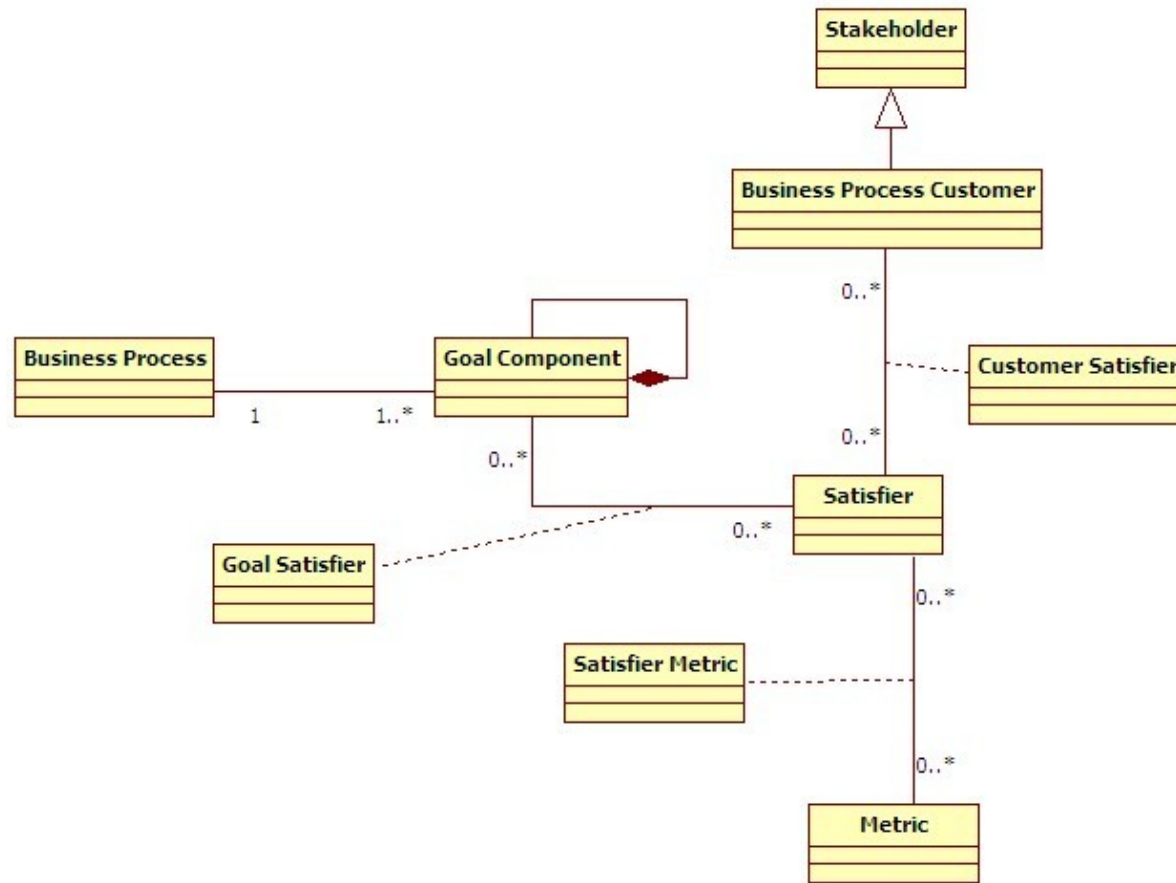 Stakeholder
Business Process Customer
0..*
Business Process
Goal Component
Customer Satisfier
1
1..*
0..*
0..*
Satisfier
0..*
Goal Satisfier
0..*
Satisfier Metric
0..*
Metric